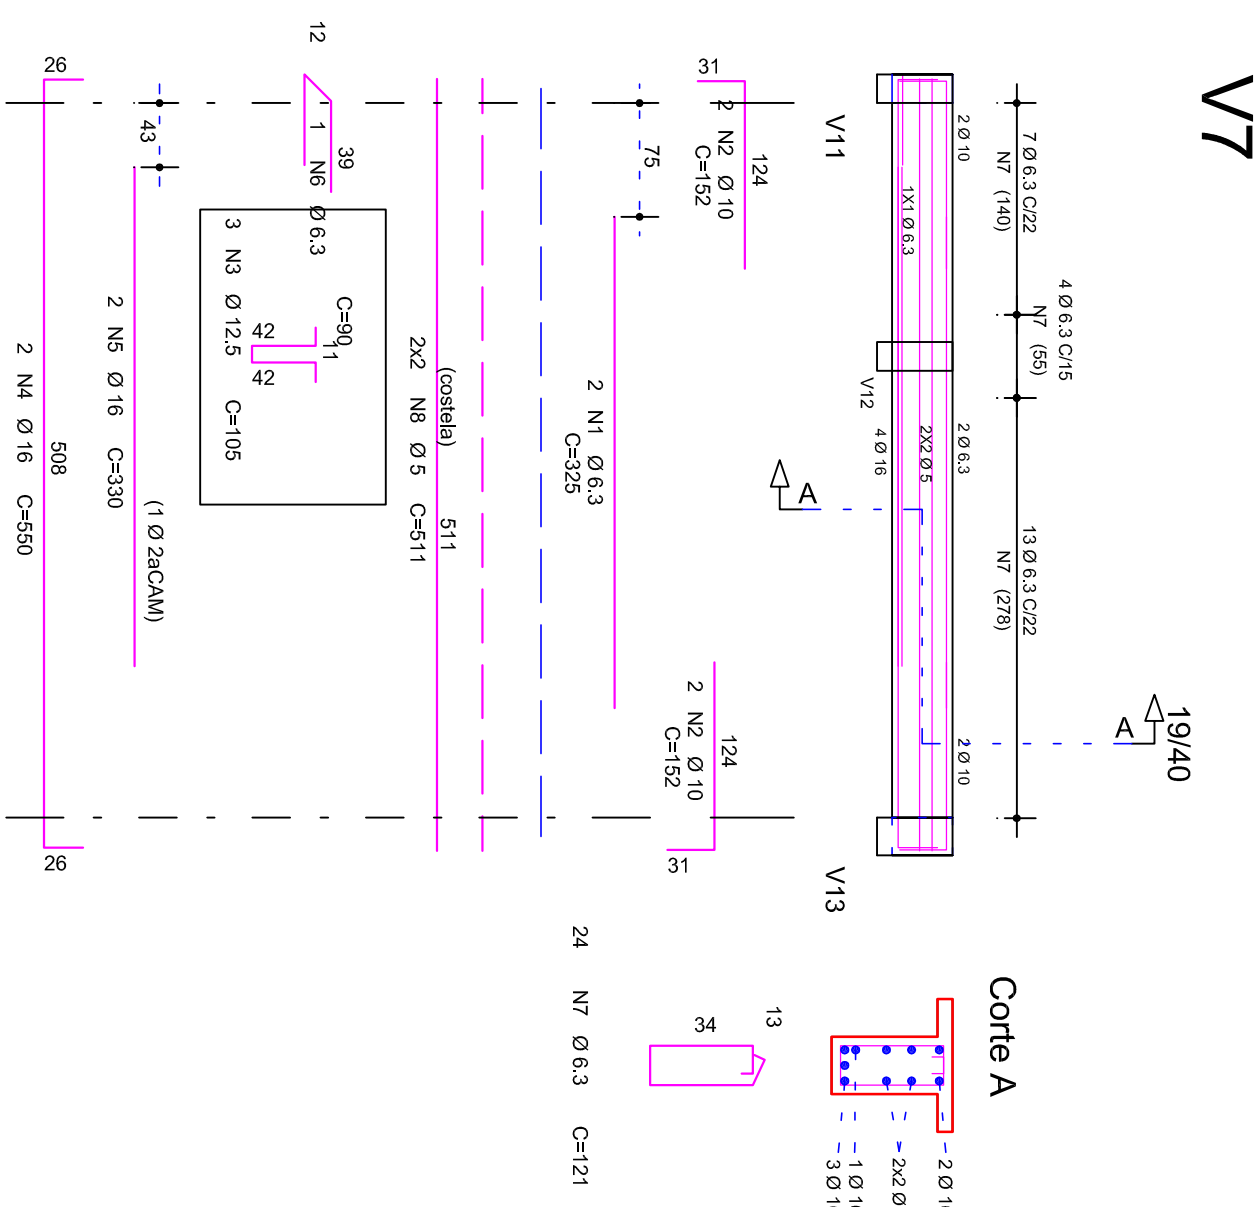 V7
19/40
7 Ø 6.3 C/22
N7 (140)
4 Ø 6.3 C/15
N7 (55)
13 Ø 6.3 C/22
N7 (278)
A
2 Ø 10
2 Ø 6.3
2 Ø 10
1X1 Ø 6.3
2X2 Ø 5
4 Ø 16
V12
A
V11
V13
31
124
2 N2 Ø 10
C=152
124
2 N2 Ø 10
C=152
31
75
2 N1 Ø 6.3
C=325
(costela)
511
2x2 N8 Ø 5 C=511
12
39
1 N6 Ø 6.3
C=90
11
42
42
3 N3 Ø 12.5 C=105
43
(1 Ø 2aCAM)
2 N5 Ø 16 C=330
26
508
26
2 N4 Ø 16 C=550
Corte A
2 Ø
2x2 Ø
1 Ø
3 Ø
13
34
24 N7 Ø 6.3 C=121